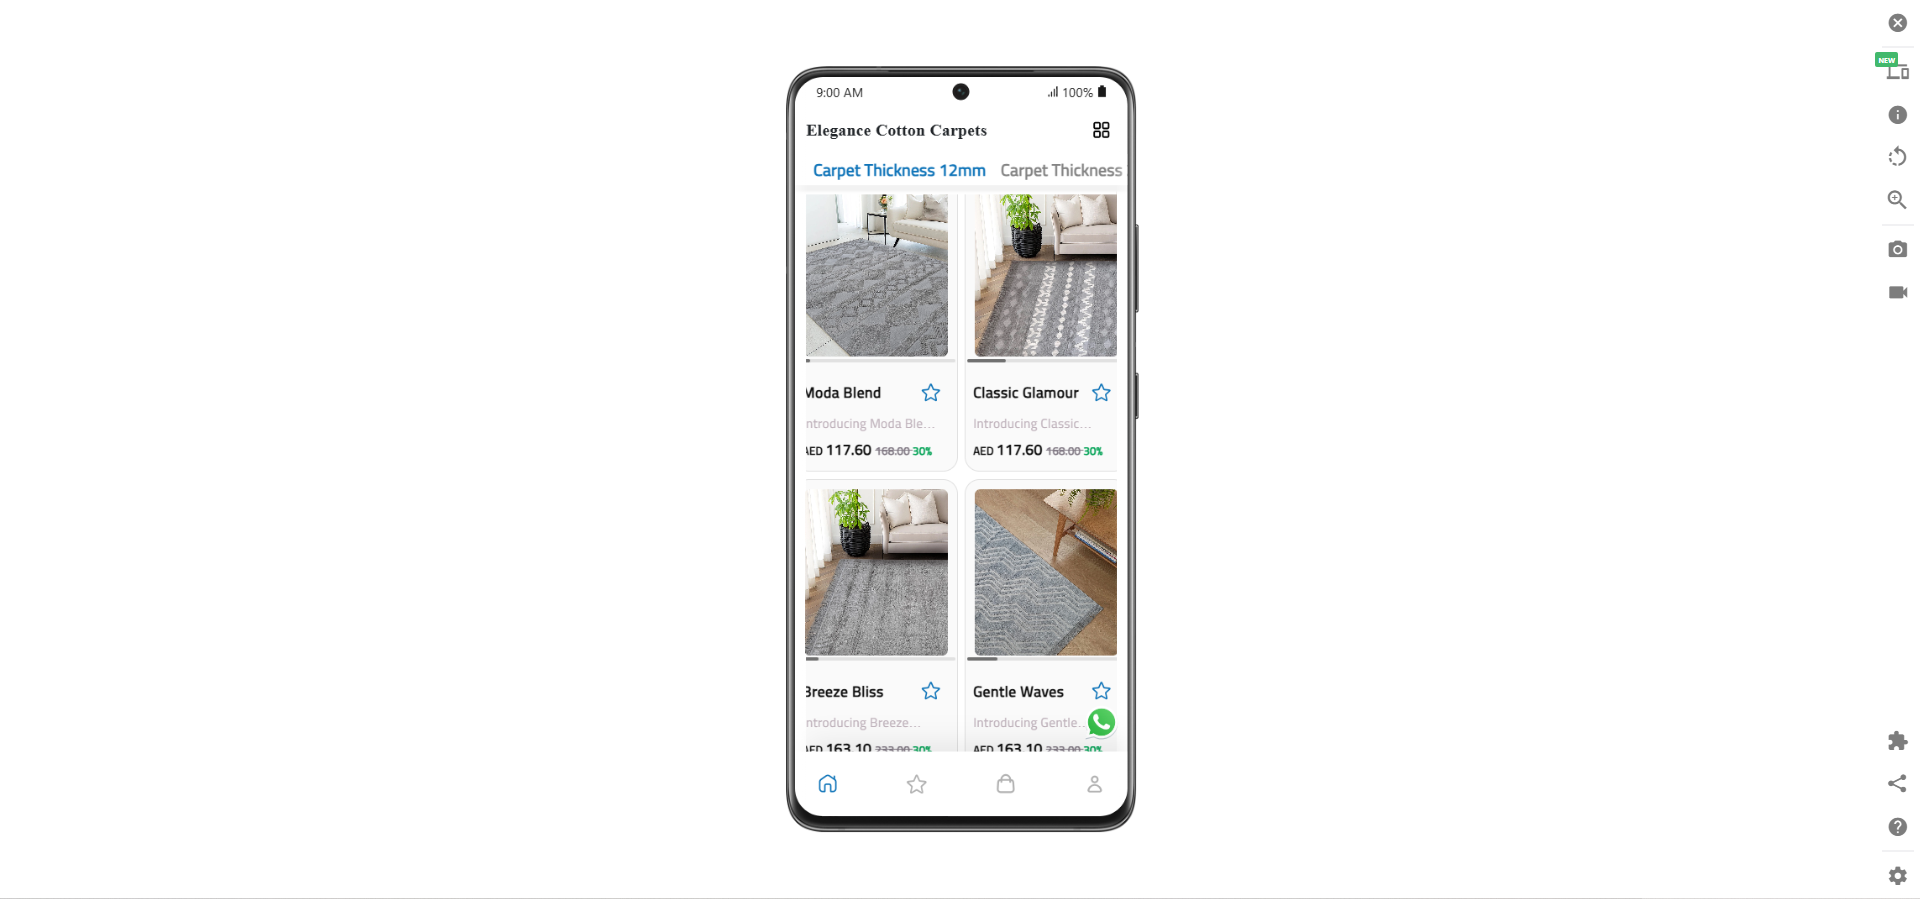 NEW
9:00 AM 100%
Elegance Cotton Carpets
Carpet Thickness 12mm Carpet Thickness
Moda Blend Classic Glamour
ntroducing Moda Ble... Introducing Classic...
AED 117.60 168.00 30% AED 117.60 168.00 30%
Breeze Bliss Gentle Waves
ntroducing Breeze... Introducing Gentle...
AED 163.10 233.00 30% AED 163.10 233.00 30%